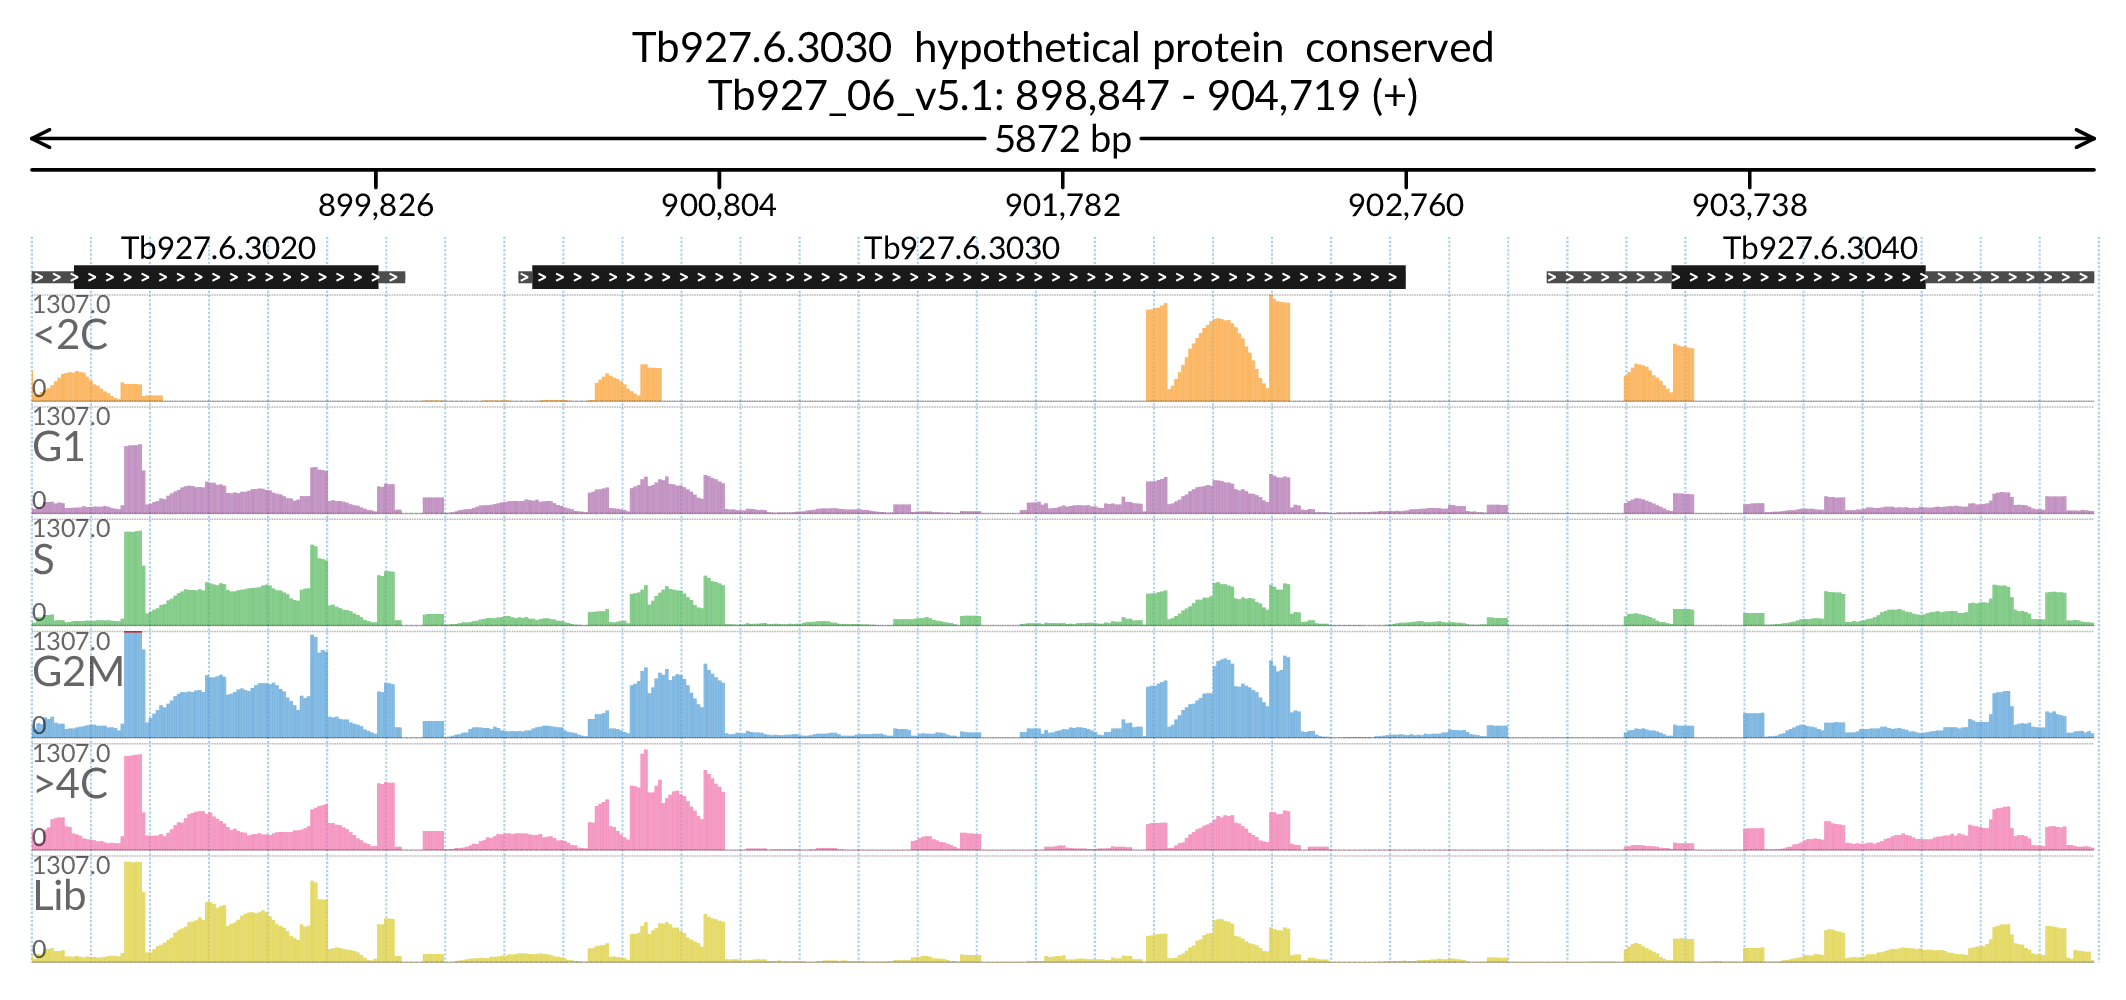 Tb927.6.3030  hypothetical protein  conserved
Tb927_06_v5.1: 898,847 - 904,719 (+)
5872 bp
899,826 900,804 901,782 902,760 903,738
Tb927.6.3020 Tb927.6.3030 Tb927.6.3040
1307.0
<2C
0
1307.0
G1
0
1307.0
S
0
1307.0
G2M
0
1307.0
>4C
0
1307.0
Lib
0